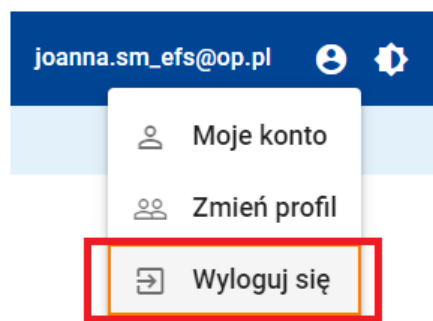 joanna.sm_efs@op.pl
Moje konto
Zmień profil
Wyloguj się